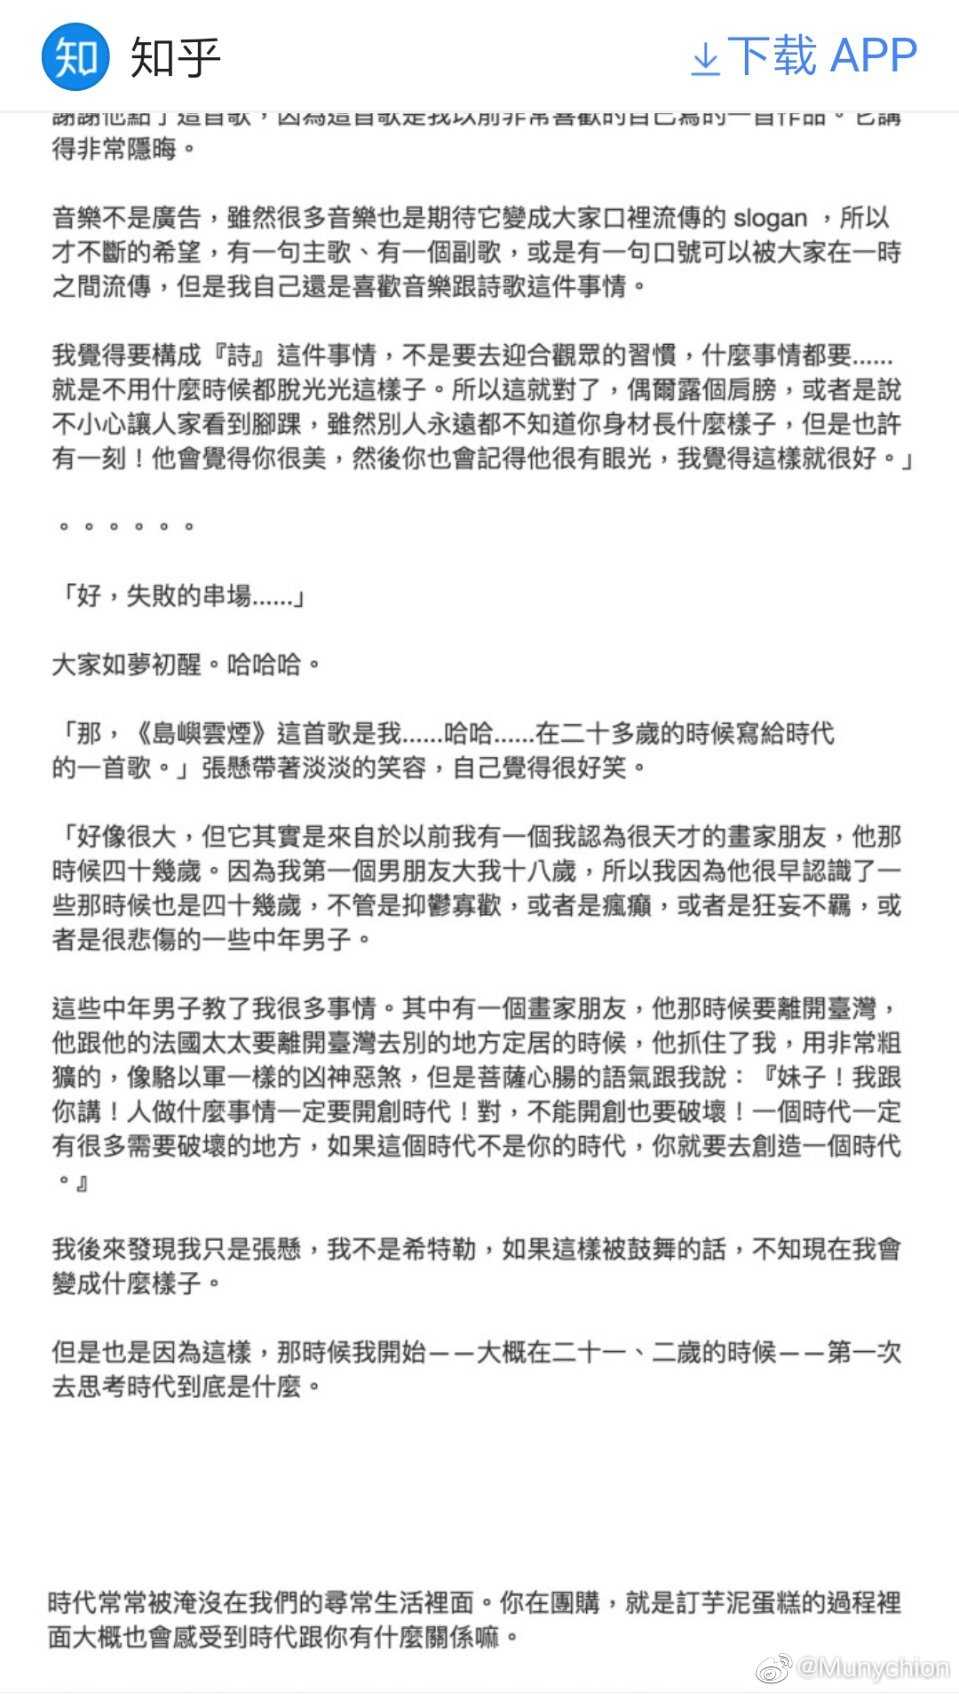 知 知乎 下载 APP
謝謝他點了這首歌，因為這首歌是我以前非常喜歡的自己寫的一首作品。它講
得非常隱晦。
音樂不是廣告，雖然很多音樂也是期待它變成大家口裡流傳的 slogan ，所以
才不斷的希望，有一句主歌、有一個副歌，或是有一句口號可以被大家在一時
之間流傳，但是我自己還是喜歡音樂跟詩歌這件事情。
我覺得要構成『詩』這件事情，不是要去迎合觀眾的習慣，什麼事情都要......
就是不用什麼時候都脫光光這樣子。所以這就對了，偶爾露個肩膀，或者是說
不小心讓人家看到腳踝，雖然別人永遠都不知道你身材長什麼樣子，但是也許
有一刻！他會覺得你很美，然後你也會記得他很有眼光，我覺得這樣就很好。」
。。。。。。
「好，失敗的串場......」
大家如夢初醒。哈哈哈。
「那，《島嶼雲煙》這首歌是我......哈哈......在二十多歲的時候寫給時代
的一首歌。」張懸帶著淡淡的笑容，自己覺得很好笑。
「好像很大，但它其實是來自於以前我有一個我認為很天才的畫家朋友，他那
時候四十幾歲。因為我第一個男朋友大我十八歲，所以我因為他很早認識了一
些那時候也是四十幾歲，不管是抑鬱寡歡，或者是瘋癲，或者是狂妄不羈，或
者是很悲傷的一些中年男子。
這些中年男子教了我很多事情。其中有一個畫家朋友，他那時候要離開臺灣，
他跟他的法國太太要離開臺灣去別的地方定居的時候，他抓住了我，用非常粗
獷的，像駱以軍一樣的凶神惡煞，但是菩薩心腸的語氣跟我說：『妹子！我跟
你講！人做什麼事情一定要開創時代！對，不能開創也要破壞！一個時代一定
有很多需要破壞的地方，如果這個時代不是你的時代，你就要去創造一個時代
。』
我後來發現我只是張懸，我不是希特勒，如果這樣被鼓舞的話，不知現在我會
變成什麼樣子。
但是也是因為這樣，那時候我開始——大概在二十一、二歲的時候——第一次
去思考時代到底是什麼。
時代常常被淹沒在我們的尋常生活裡面。你在團購，就是訂芋泥蛋糕的過程裡
面大概也會感受到時代跟你有什麼關係嘛。
@Munychion